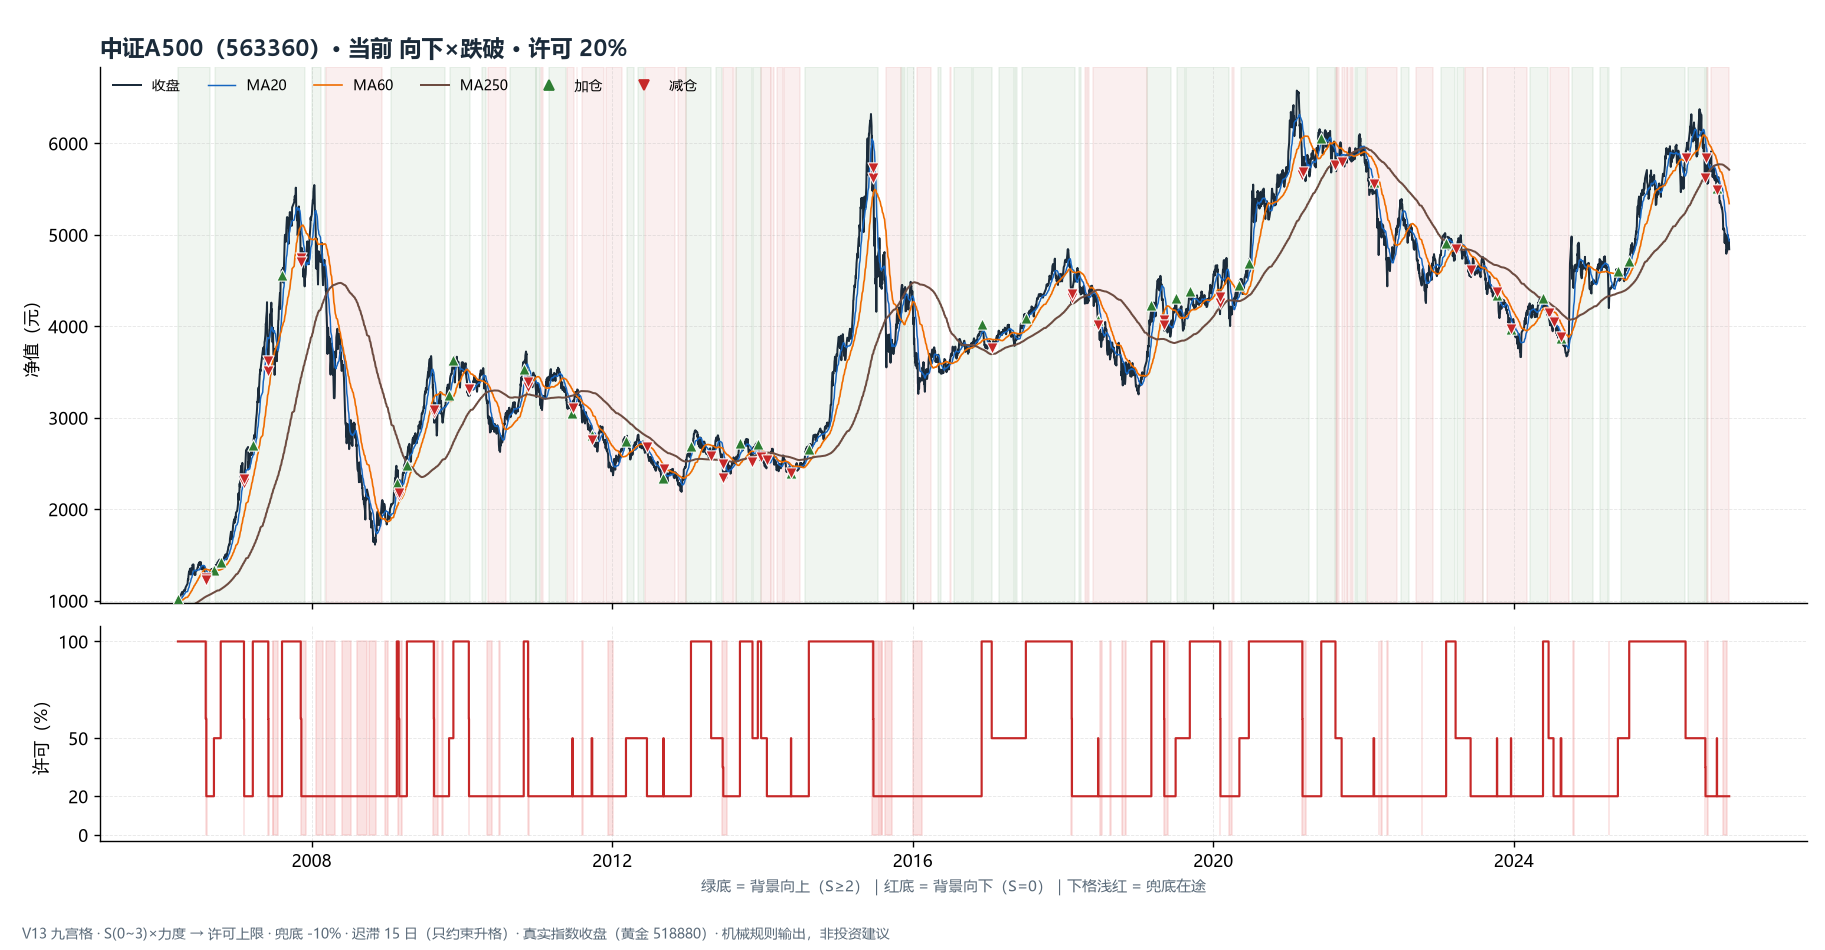 中证A500（563360）· 当前 向下×跌破 · 许可 20%
收盘 MA20 MA60 MA250 加仓 减仓
净值（元）
6000
5000
4000
3000
2000
1000
许可（%）
100
50
20
0
2008 2012 2016 2020 2024
绿底 = 背景向上（S≥2）｜红底 = 背景向下（S=0）｜下格浅红 = 兜底在途
V13 九宫格 · S(0~3)×力度 → 许可上限 · 兜底 -10% · 迟滞 15 日（只约束升格）· 真实指数收盘（黄金 518880）· 机械规则输出，非投资建议